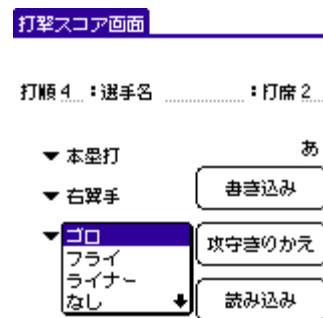 打撃スコア画面
打順 4 :選手名 :打席 2
あ
▼ 本塁打
書き込み
▼ 右翼手
▼ ゴロ
攻守きりかえ
フライ
ライナー
なし
読み込み